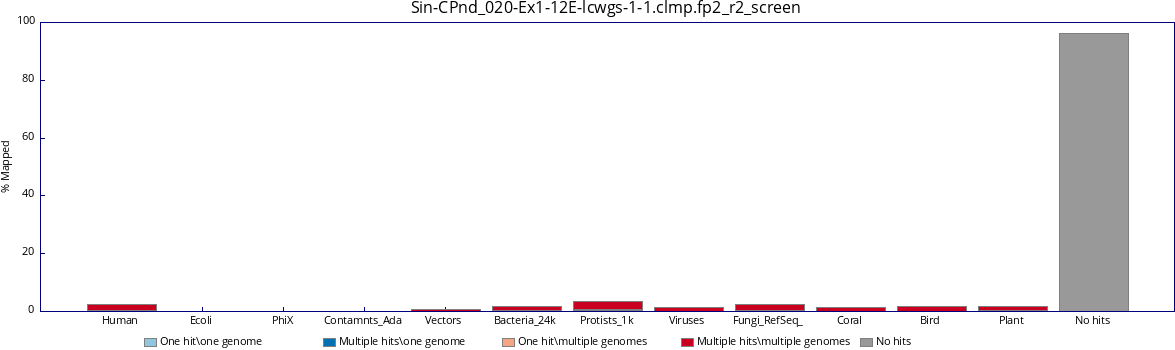 Sin-CPnd_020-Ex1-12E-lcwgs-1-1.clmp.fp2_r2_screen
100
80
60
40
20
0
% Mapped
Human Ecoli PhiX Contamnts_Ada Vectors Bacteria_24k Protists_1k Viruses Fungi_RefSeq_ Coral Bird Plant No hits
One hit\one genome Multiple hits\one genome One hit\multiple genomes Multiple hits\multiple genomes No hits